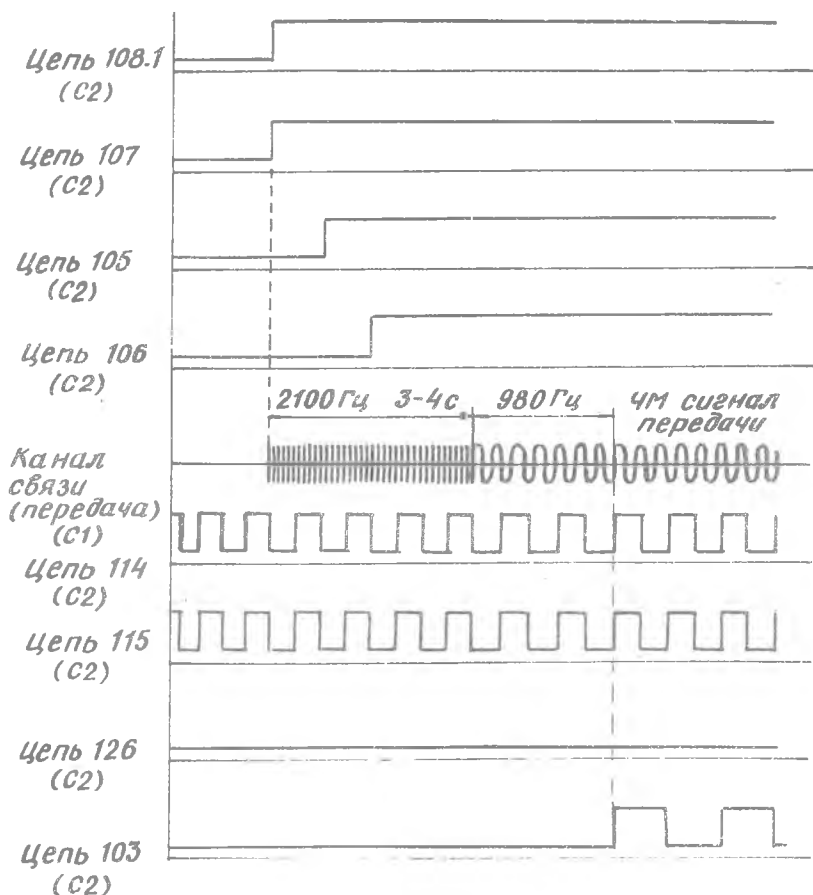 Цепь 108.1
(С2)
Цепь 107
(С2)
Цепь 105
(С2)
Цепь 106
(С2)
2100 Гц 3-4с 980 Гц ЧМ сигнал
передачи
Канал
связи
(передача)
(С1)
Цепь 114
(С2)
Цепь 115
(С2)
Цепь 126
(С2)
Цепь 103
(С2)